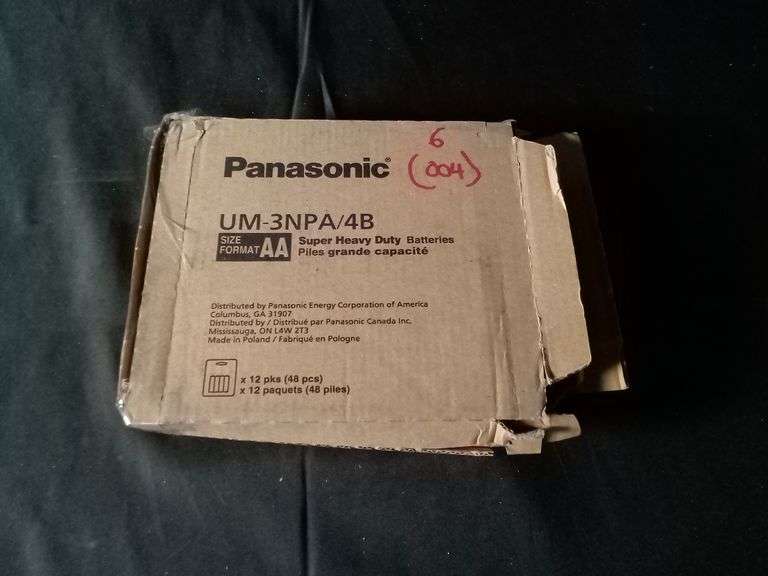 6
Panasonic® (004)
UM-3NPA/4B
SIZE FORMAT AA Super Heavy Duty Batteries
Piles grande capacité
Distributed by Panasonic Energy Corporation of America
Columbus, GA 31907
Distributed by / Distribué par Panasonic Canada Inc.
Mississauga, ON L4W 2T3
Made in Poland / Fabriqué en Pologne
x 12 pks (48 pcs)
x 12 paquets (48 piles)